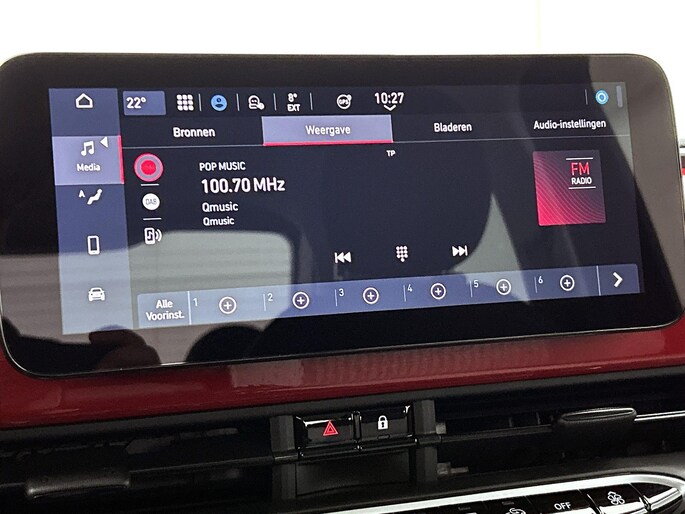 22°
8°
EXT
GPS
10:27
Bronnen
Weergave
Bladeren
Audio-instellingen
Media
TP
POP MUSIC
100.70 MHz
Qmusic
Qmusic
DAB
FM
RADIO
A
Alle
Voorinst.
1
2
3
4
5
6
OFF